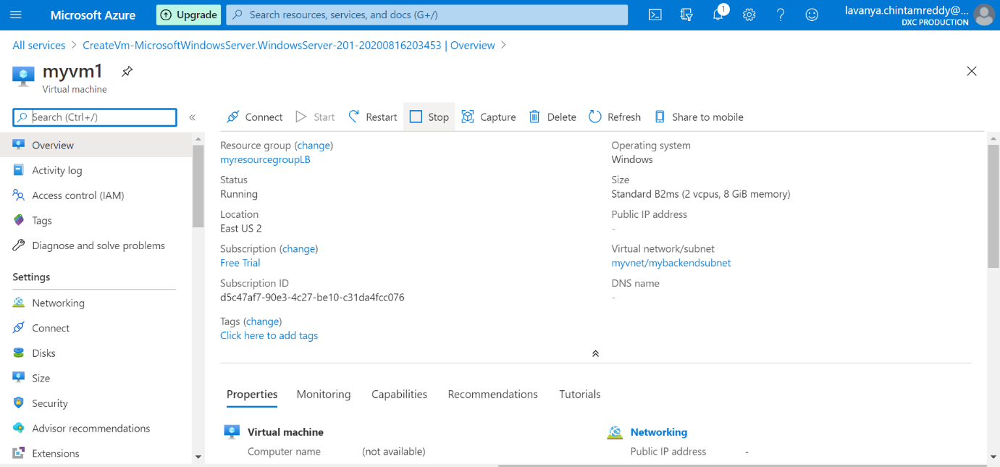 Microsoft Azure
Upgrade
Search resources, services, and docs (G+/)
1
lavanya.chintamreddy@...
DXC PRODUCTION
All services > CreateVm-MicrosoftWindowsServer.WindowsServer-201-20200816203453 | Overview >
myvm1
Virtual machine
Search (Ctrl+/)
«
Connect
Start
Restart
Stop
Capture
Delete
Refresh
Share to mobile
Overview
Activity log
Access control (IAM)
Tags
Diagnose and solve problems
Settings
Networking
Connect
Disks
Size
Security
Advisor recommendations
Extensions
Resource group (change)
myresourcegroupLB
Status
Running
Location
East US 2
Subscription (change)
Free Trial
Subscription ID
d5c47af7-90e3-4c27-be10-c31da4fcc076
Tags (change)
Click here to add tags
Operating system
Windows
Size
Standard B2ms (2 vcpus, 8 GiB memory)
Public IP address
-
Virtual network/subnet
myvnet/mybackendsubnet
DNS name
-
Properties
Monitoring
Capabilities
Recommendations
Tutorials
Virtual machine
Computer name (not available)
Networking
Public IP address -